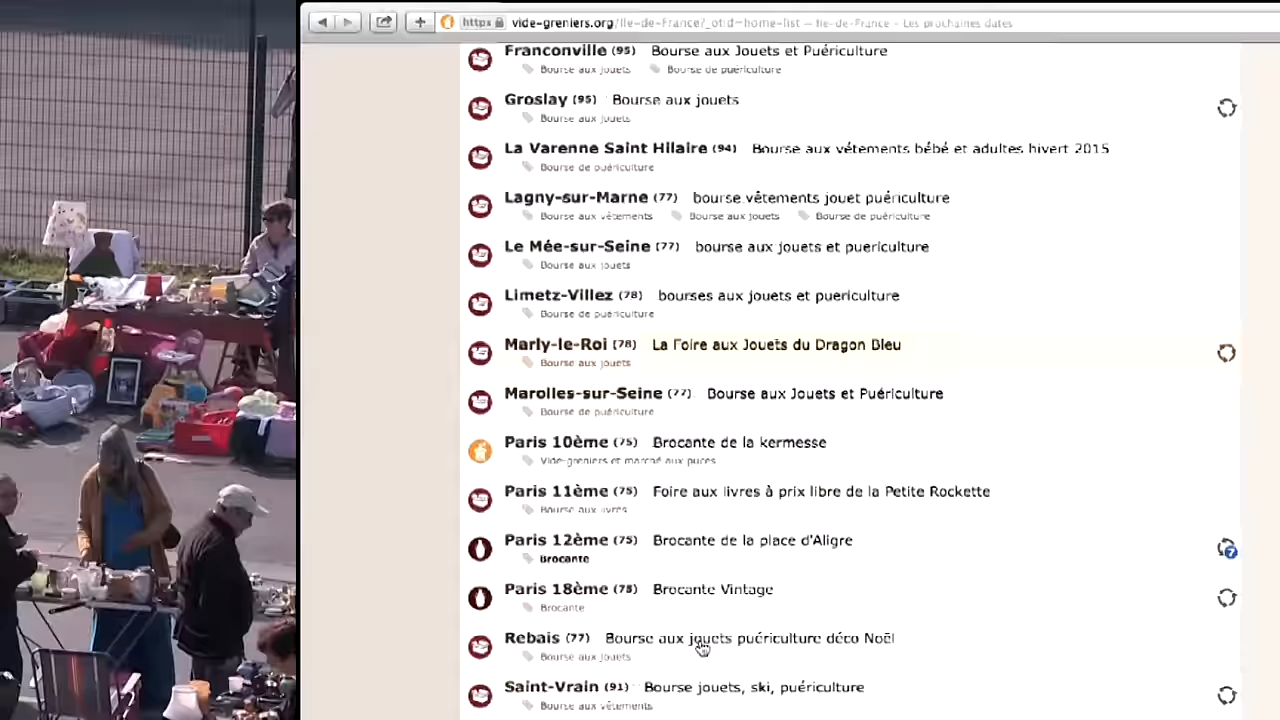 https vide-greniers.org/Ile-de-France?_otid=home-list — Ile-de-France - Les prochaines dates
Franconville (95) Bourse aux Jouets et Puériculture
Bourse aux jouets Bourse de puériculture
Groslay (95) Bourse aux jouets
Bourse aux jouets
La Varenne Saint Hilaire (94) Bourse aux vétements bébé et adultes hivert 2015
Bourse de puériculture
Lagny-sur-Marne (77) bourse vêtements jouet puériculture
Bourse aux vêtements Bourse aux jouets Bourse de puériculture
Le Mée-sur-Seine (77) bourse aux jouets et puericulture
Bourse aux jouets
Limetz-Villez (78) bourses aux jouets et puericulture
Bourse de puériculture
Marly-le-Roi (78) La Foire aux Jouets du Dragon Bleu
Bourse aux jouets
Marolles-sur-Seine (77) Bourse aux Jouets et Puériculture
Bourse de puériculture
Paris 10ème (75) Brocante de la kermesse
Vide-greniers et marché aux puces
Paris 11ème (75) Foire aux livres à prix libre de la Petite Rockette
Bourse aux livres
Paris 12ème (75) Brocante de la place d'Aligre
Brocante
7
Paris 18ème (75) Brocante Vintage
Brocante
Rebais (77) Bourse aux jouets puériculture déco Noël
Bourse aux jouets
Saint-Vrain (91) Bourse jouets, ski, puériculture
Bourse aux vêtements